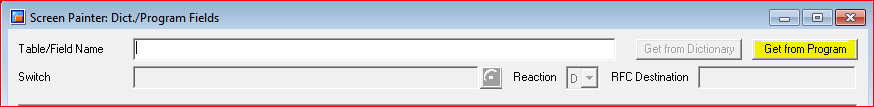 Screen Painter: Dict./Program Fields
Table/Field Name Get from Dictionary Get from Program
Switch Reaction D RFC Destination